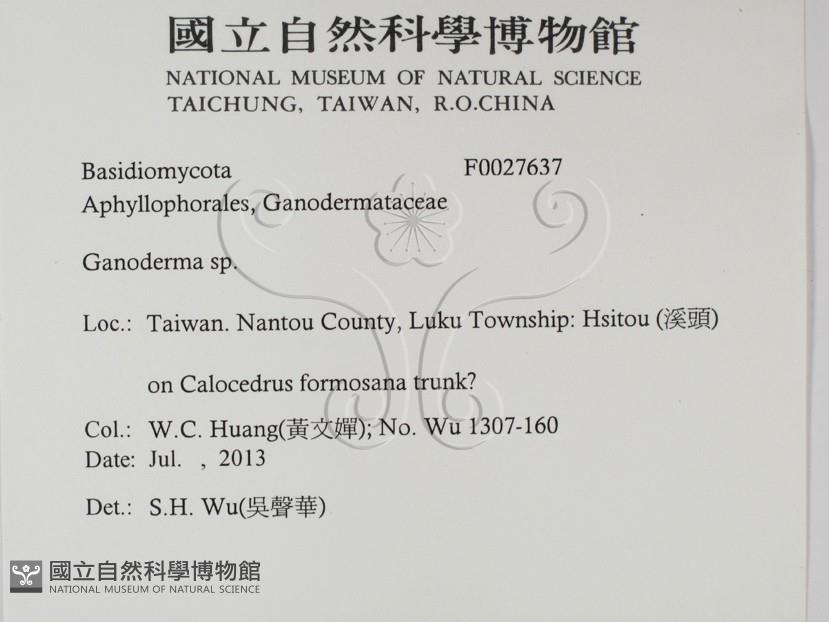 國立自然科學博物館
NATIONAL MUSEUM OF NATURAL SCIENCE
TAICHUNG, TAIWAN, R.O.CHINA
Basidiomycota F0027637
Aphyllophorales, Ganodermataceae
Ganoderma sp.
Loc.: Taiwan. Nantou County, Luku Township: Hsitou (溪頭)
on Calocedrus formosana trunk?
Col.: W.C. Huang(黃文嬋); No. Wu 1307-160
Date: Jul. , 2013
Det.: S.H. Wu(吳聲華)
國立自然科學博物館
NATIONAL MUSEUM OF NATURAL SCIENCE